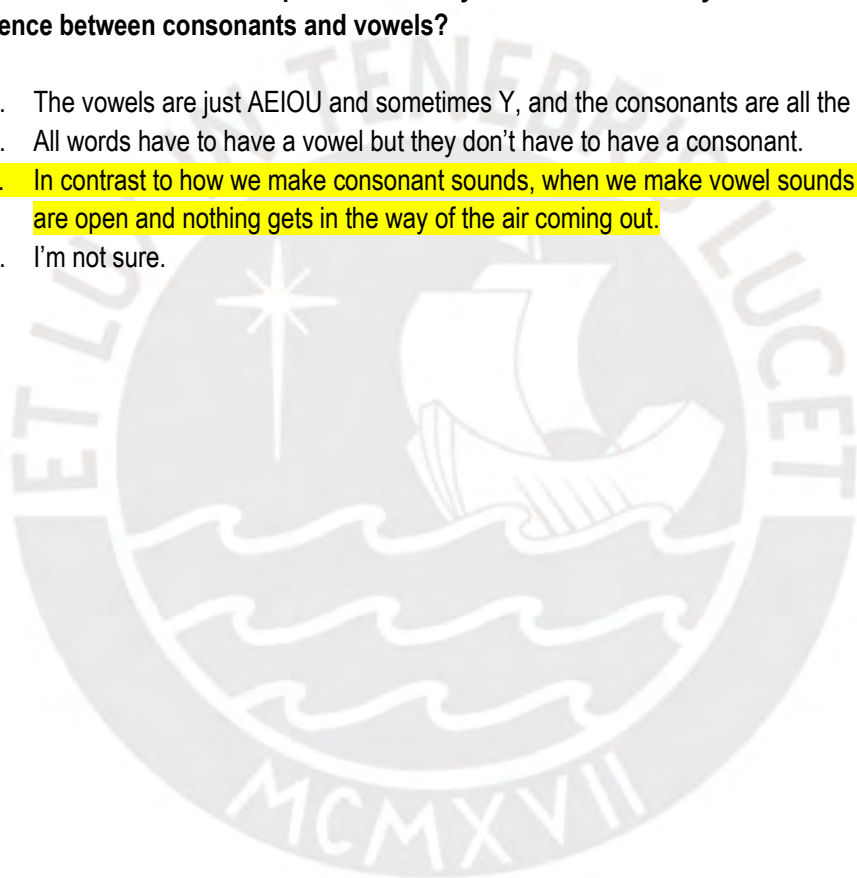 ence between consonants and vowels?
. The vowels are just AEIOU and sometimes Y, and the consonants are all the
. All words have to have a vowel but they don't have to have a consonant.
. In contrast to how we make consonant sounds, when we make vowel sounds
are open and nothing gets in the way of the air coming out.
. I'm not sure.
ET LUX IN TENEBRIS LUCET
MCMXVII